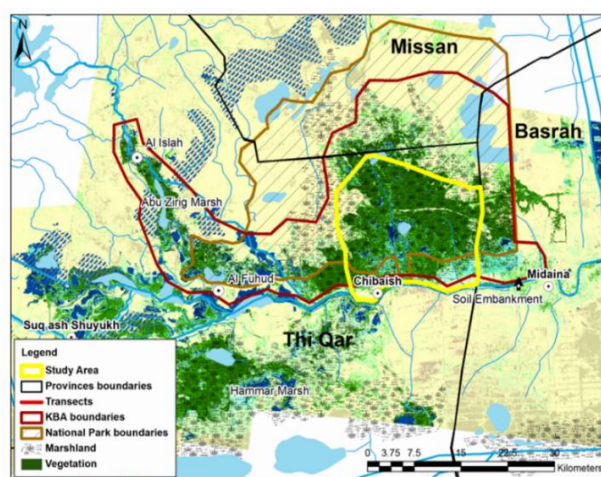 N
Missan
Basrah
Al Islah
Abu Zirig Marsh
Al Fuhud
Chibaish
Midaina
Soil Embankment
Suq ash Shuyukh
Thi Qar
Hammar Marsh
Legend
Study Area
Provinces boundaries
Transects
KBA boundaries
National Park boundaries
Marshland
Vegetation
0 3.75 7.5 15 22.5 30
Kilometers